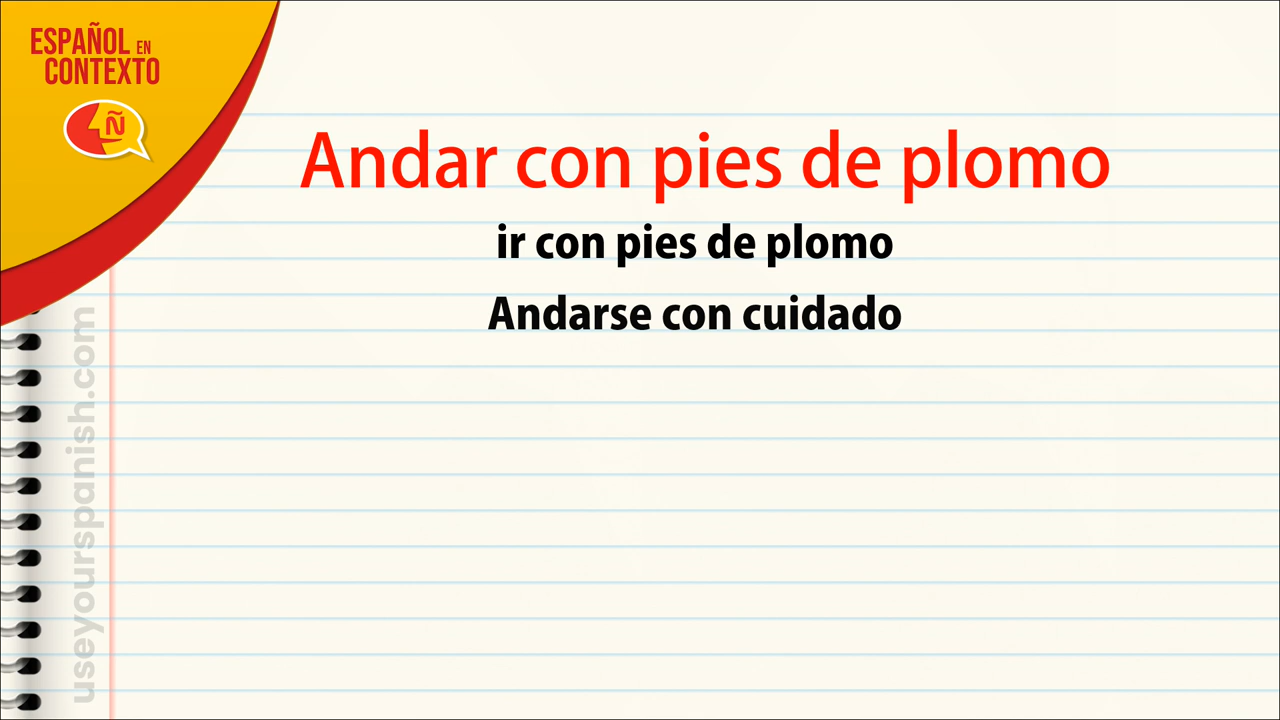 ESPAÑOL EN
CONTEXTO
Ñ
Andar con pies de plomo
ir con pies de plomo
Andarse con cuidado
useyourspanish.com